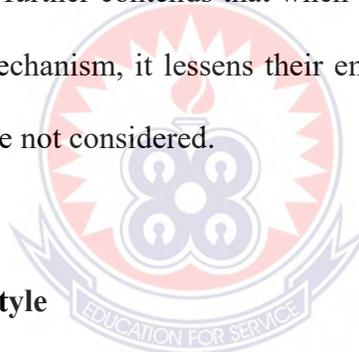 further contends that when
echanism, it lessens their en
e not considered.
tyle
EDUCATION FOR SERVICE